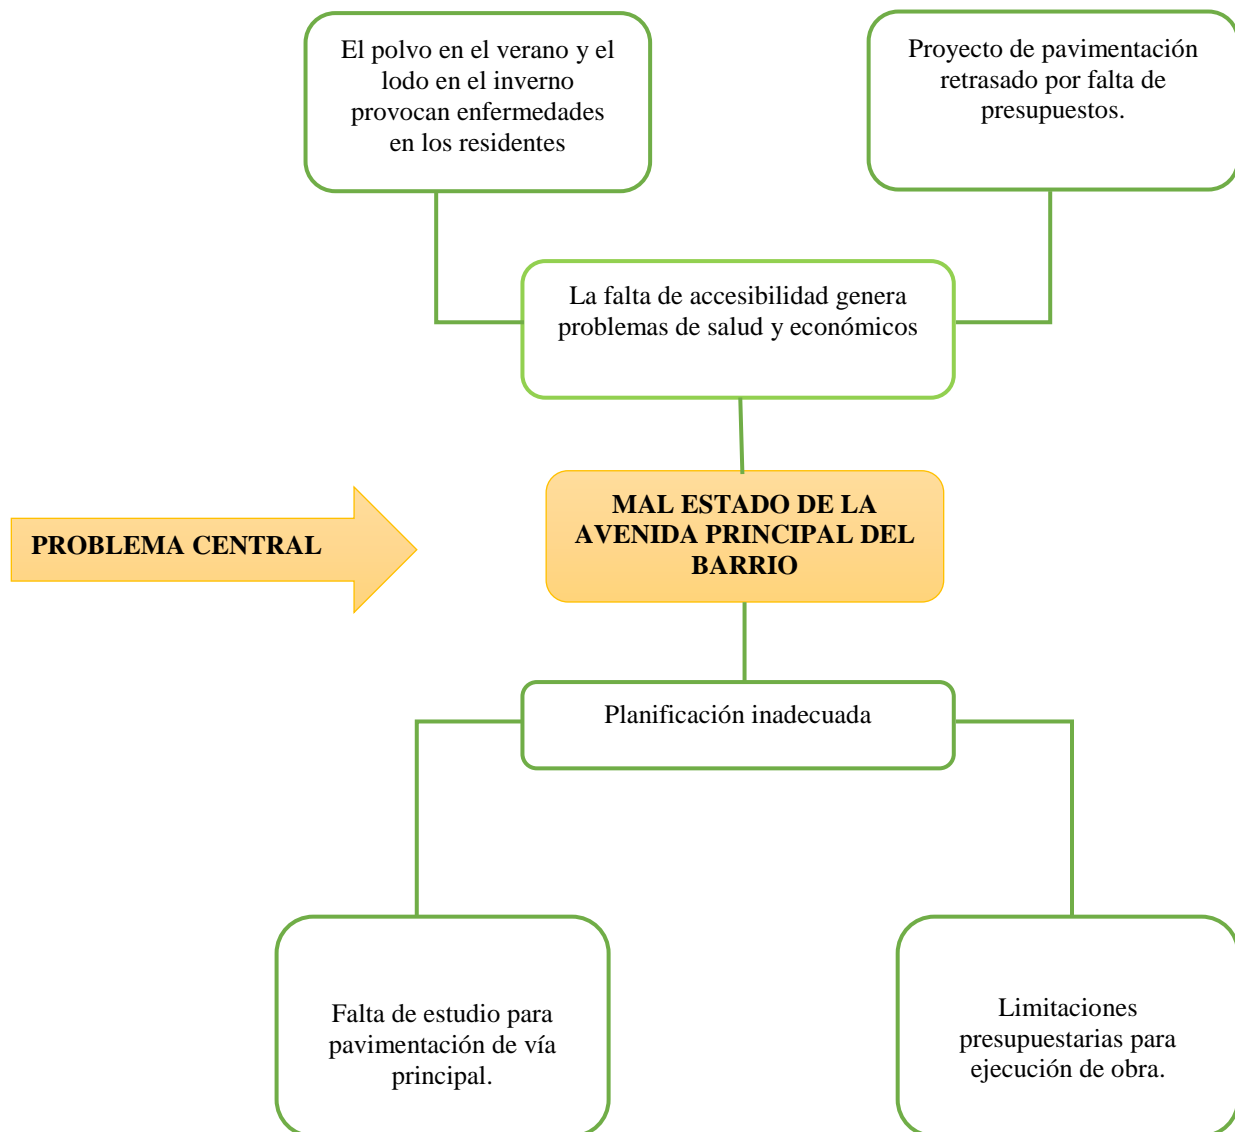 El polvo en el verano y el
lodo en el inverno
provocan enfermedades
en los residentes
Proyecto de pavimentación
retrasado por falta de
presupuestos.
La falta de accesibilidad genera
problemas de salud y económicos
PROBLEMA CENTRAL
MAL ESTADO DE LA
AVENIDA PRINCIPAL DEL
BARRIO
Planificación inadecuada
Falta de estudio para
pavimentación de vía
principal.
Limitaciones
presupuestarias para
ejecución de obra.